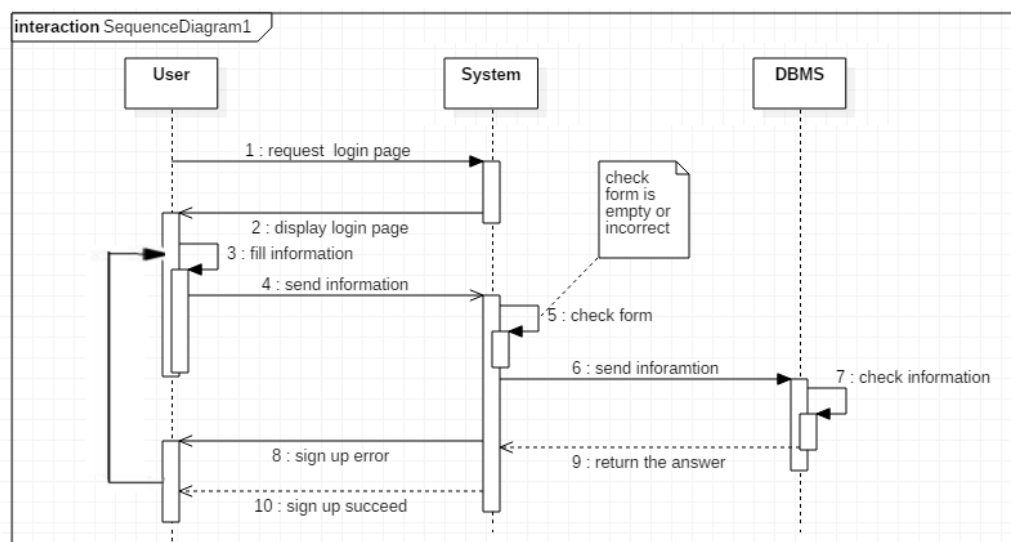 interaction SequenceDiagram1
User
System
DBMS
1 : request login page
check
form is
empty or
incorrect
2 : display login page
3 : fill information
4 : send information
5 : check form
6 : send inforamtion
7 : check information
8 : sign up error
9 : return the answer
10 : sign up succeed